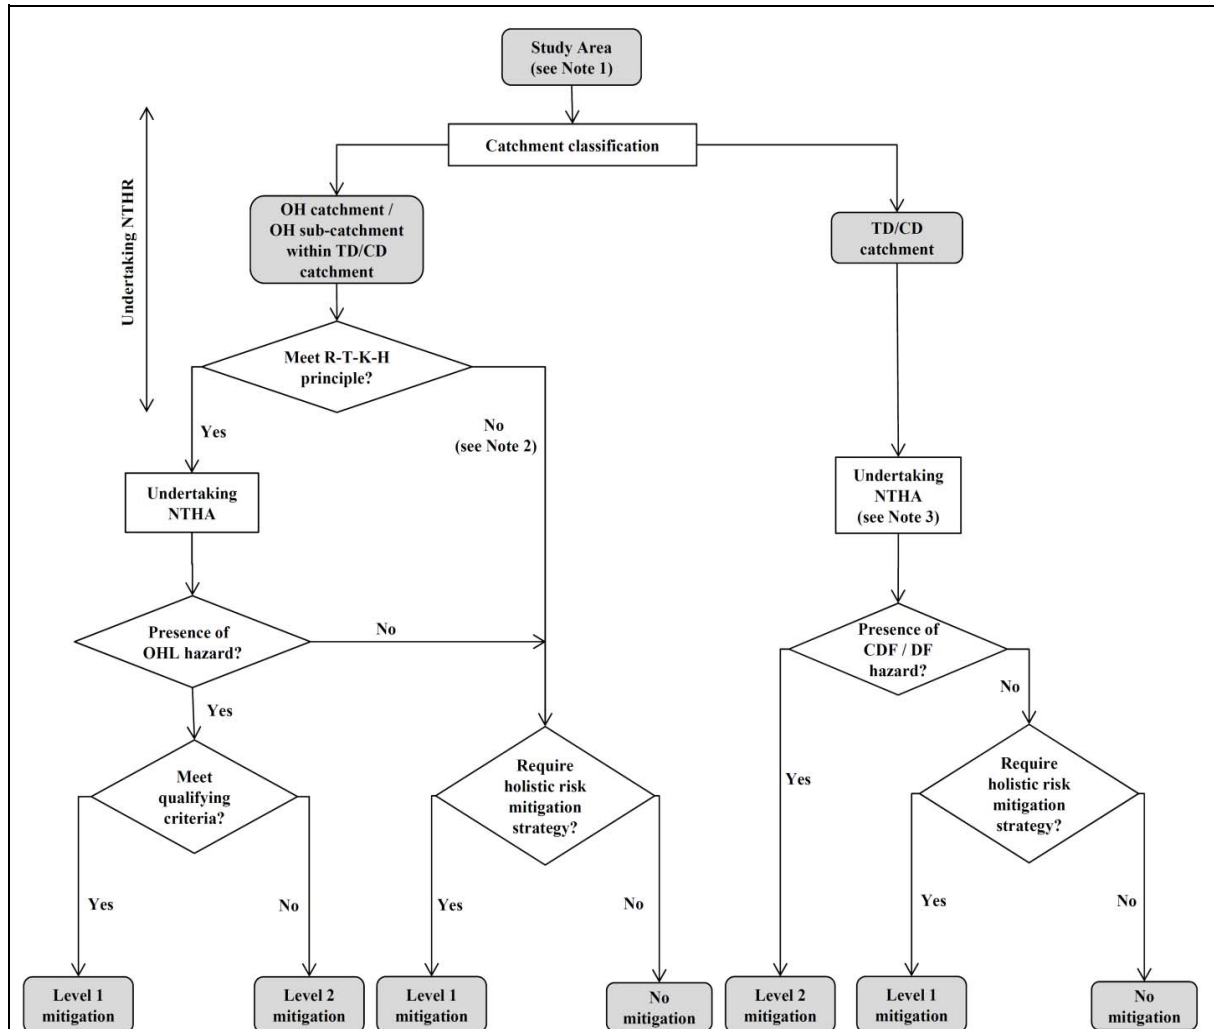 Study Area
(see Note 1)
Catchment classification
Undertaking NTHR
OH catchment /
OH sub-catchment
within TD/CD
catchment
TD/CD
catchment
Meet R-T-K-H
principle?
Yes
No
(see Note 2)
Undertaking
NTHA
Undertaking
NTHA
(see Note 3)
Presence of
OHL hazard?
No
Presence of
CDF / DF
hazard?
Yes
No
Meet
qualifying
criteria?
Require holistic risk
mitigation
strategy?
Yes
Require holistic risk
mitigation
strategy?
Yes
No
Yes
No
Yes
No
Level 1
mitigation
Level 2
mitigation
Level 1
mitigation
No
mitigation
Level 2
mitigation
Level 1
mitigation
No
mitigation